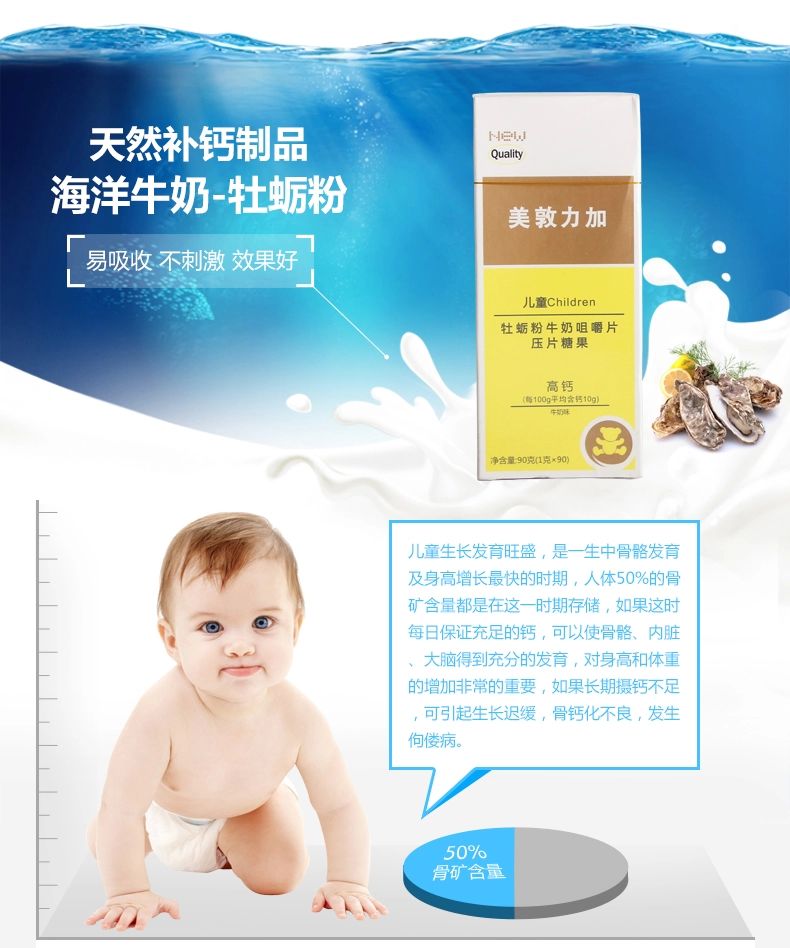 天然补钙制品
海洋牛奶-牡蛎粉
易吸收 不刺激 效果好
New
Quality
美敦力加
儿童Children
牡蛎粉牛奶咀嚼片
压片糖果
高钙
(每100g平均含钙10g)
牛奶味
净含量:90克(1克×90)
儿童生长发育旺盛，是一生中骨骼发育
及身高增长最快的时期，人体50%的骨
矿含量都是在这一时期存储，如果这时
每日保证充足的钙，可以使骨骼、内脏
、大脑得到充分的发育，对身高和体重
的增加非常的重要，如果长期摄钙不足
，可引起生长迟缓，骨钙化不良，发生
佝偻病。
50%
骨矿含量